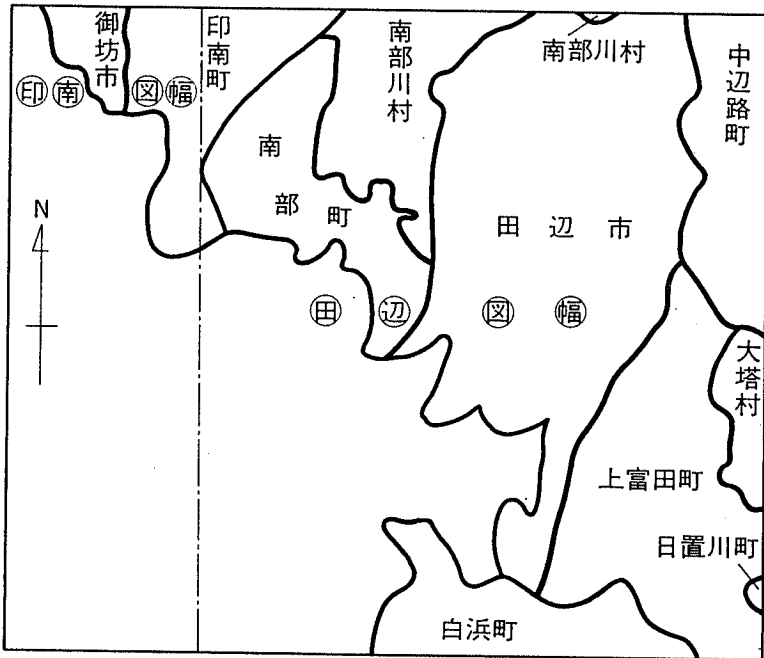 御坊市
印南町
南部川村
南部川村
中辺路町
印南図幅
南部町
田辺市
N
田辺図幅
大塔村
上富田町
日置川町
白浜町